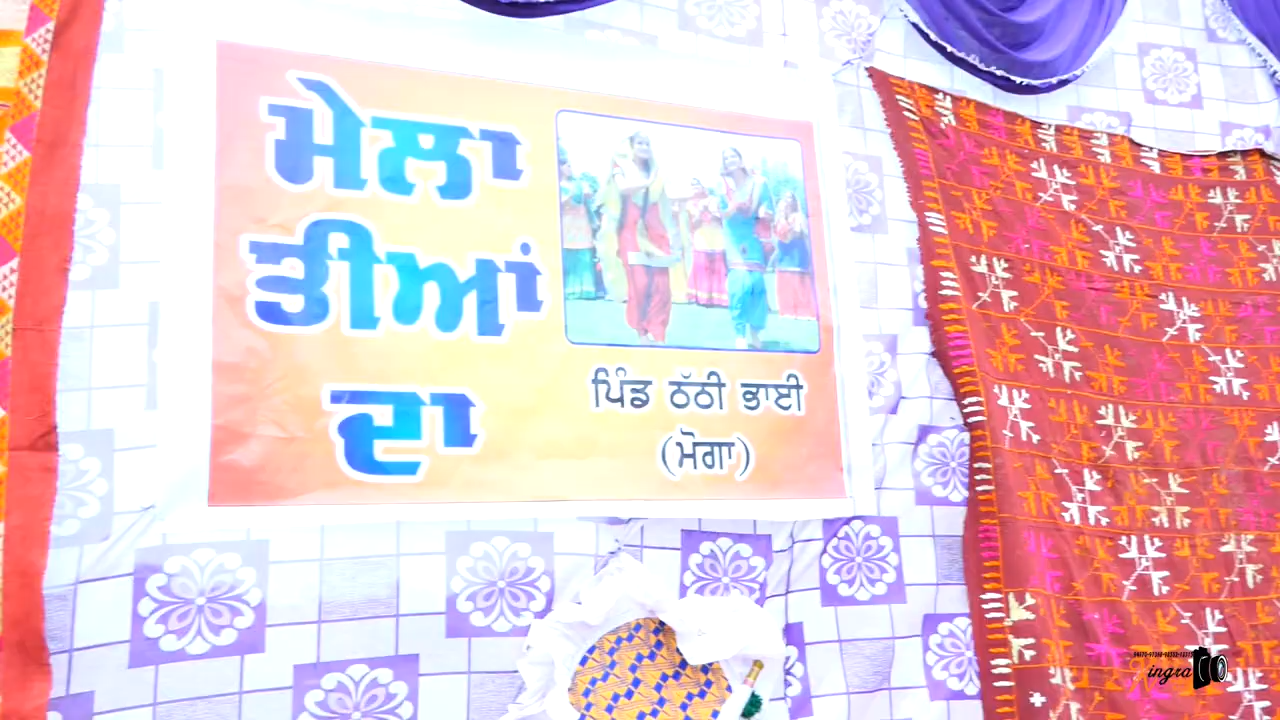 ਮੇਲਾ
ਤੀਆਂ
ਦਾ
ਪਿੰਡ ਠੱਠੀ ਭਾਈ
(ਮੋਗਾ)